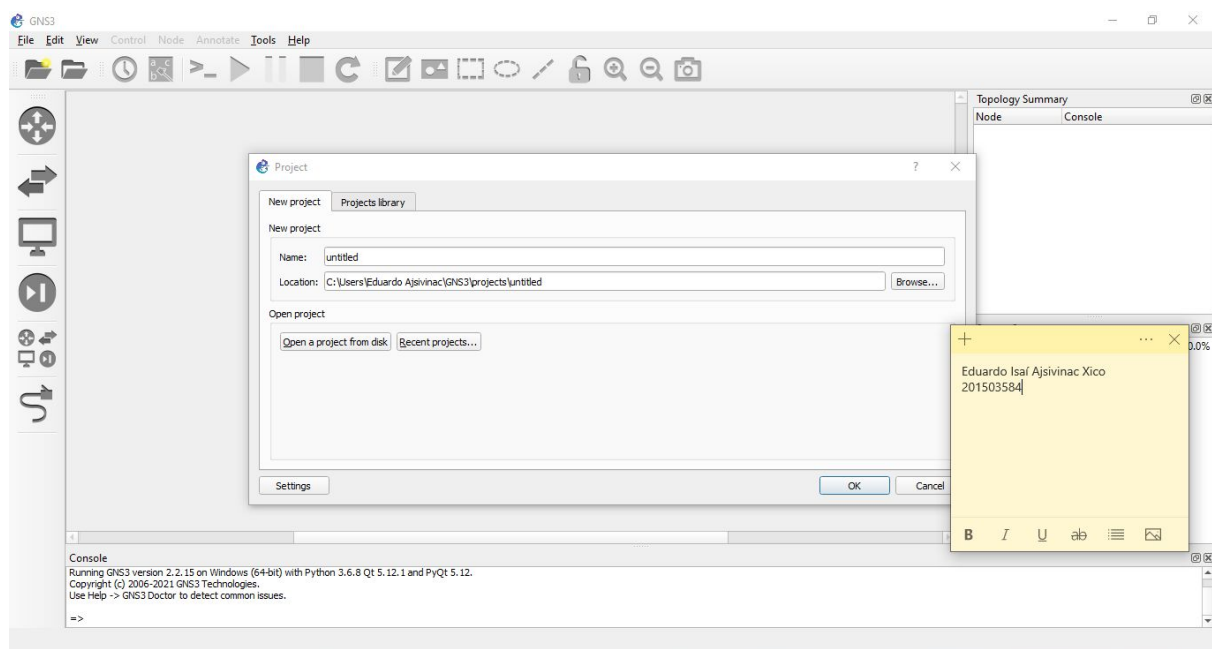 GNS3
File Edit View Control Node Annotate Tools Help
Topology Summary
Node Console
Project
New project Projects library
New project
Name: untitled
Location: C:\Users\Eduardo Ajsivinac\GNS3\projects\untitled Browse...
Open project
Open a project from disk Recent projects...
0.0%
Eduardo Isaí Ajsivinac Xico
201503584
Settings OK Cancel
B I U ab
Console
Running GNS3 version 2.2.15 on Windows (64-bit) with Python 3.6.8 Qt 5.12.1 and PyQt 5.12.
Copyright (c) 2006-2021 GNS3 Technologies.
Use Help -> GNS3 Doctor to detect common issues.
=>